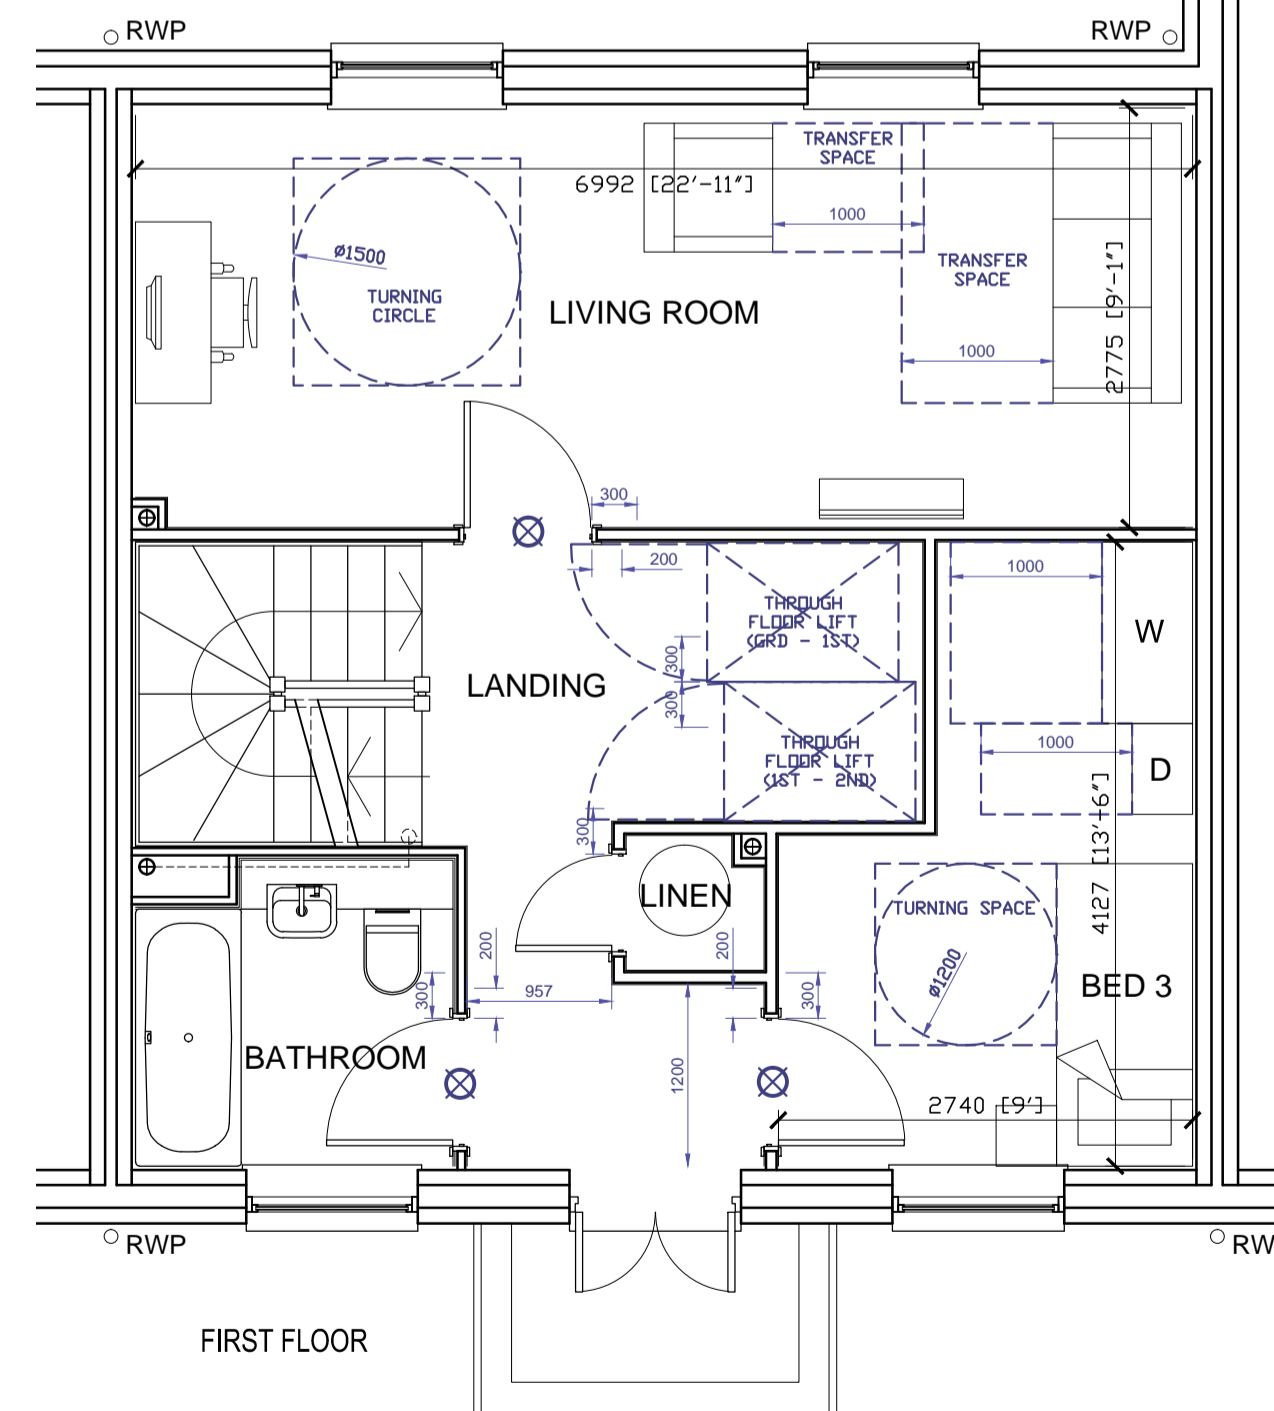 RWP
RWP
TRANSFER
SPACE
6992 [22'-11"]
1000
Ø1500
TURNING
CIRCLE
LIVING ROOM
TRANSFER
SPACE
1000
2775 [9'-1"]
300
200
1000
THROUGH
FLOOR LIFT
(GRD - 1ST)
W
300
LANDING
300
THROUGH
FLOOR LIFT
(1ST - 2ND)
1000
D
300
4127 [13'-6"]
LINEN
TURNING SPACE
200
200
300
957
300
Ø1200
BED 3
BATHROOM
1200
2740 [9']
RWP
RW
FIRST FLOOR